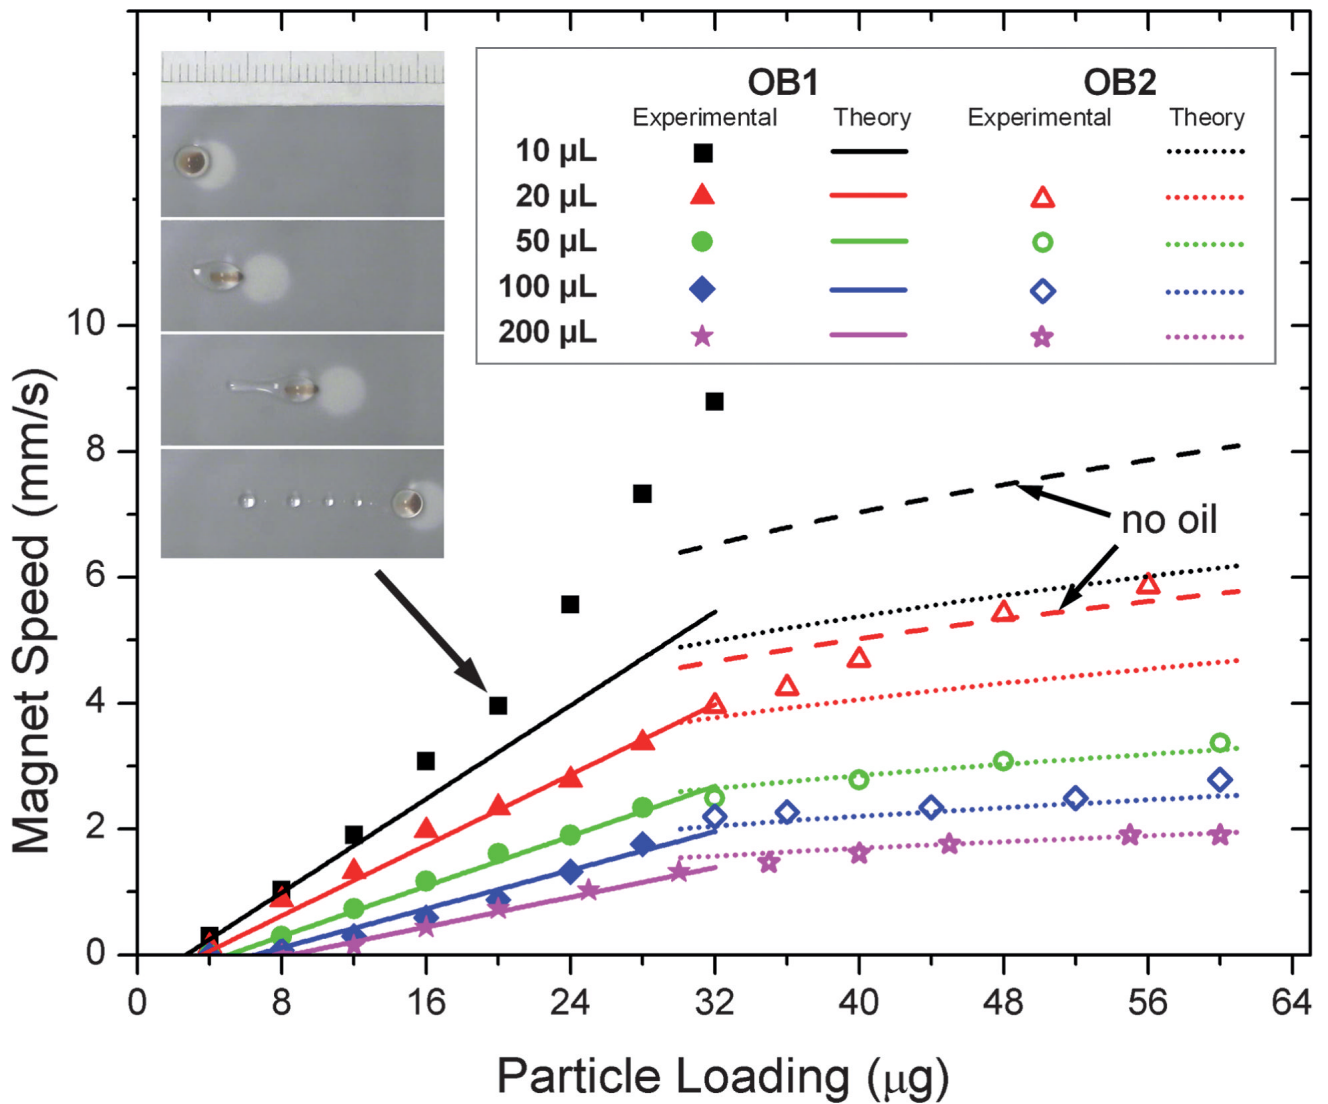 OB1 OB2
Experimental Theory Experimental Theory
10 µL
20 µL
50 µL
100 µL
200 µL
no oil
Magnet Speed (mm/s)
10
8
6
4
2
0
0 8 16 24 32 40 48 56 64
Particle Loading (µg)